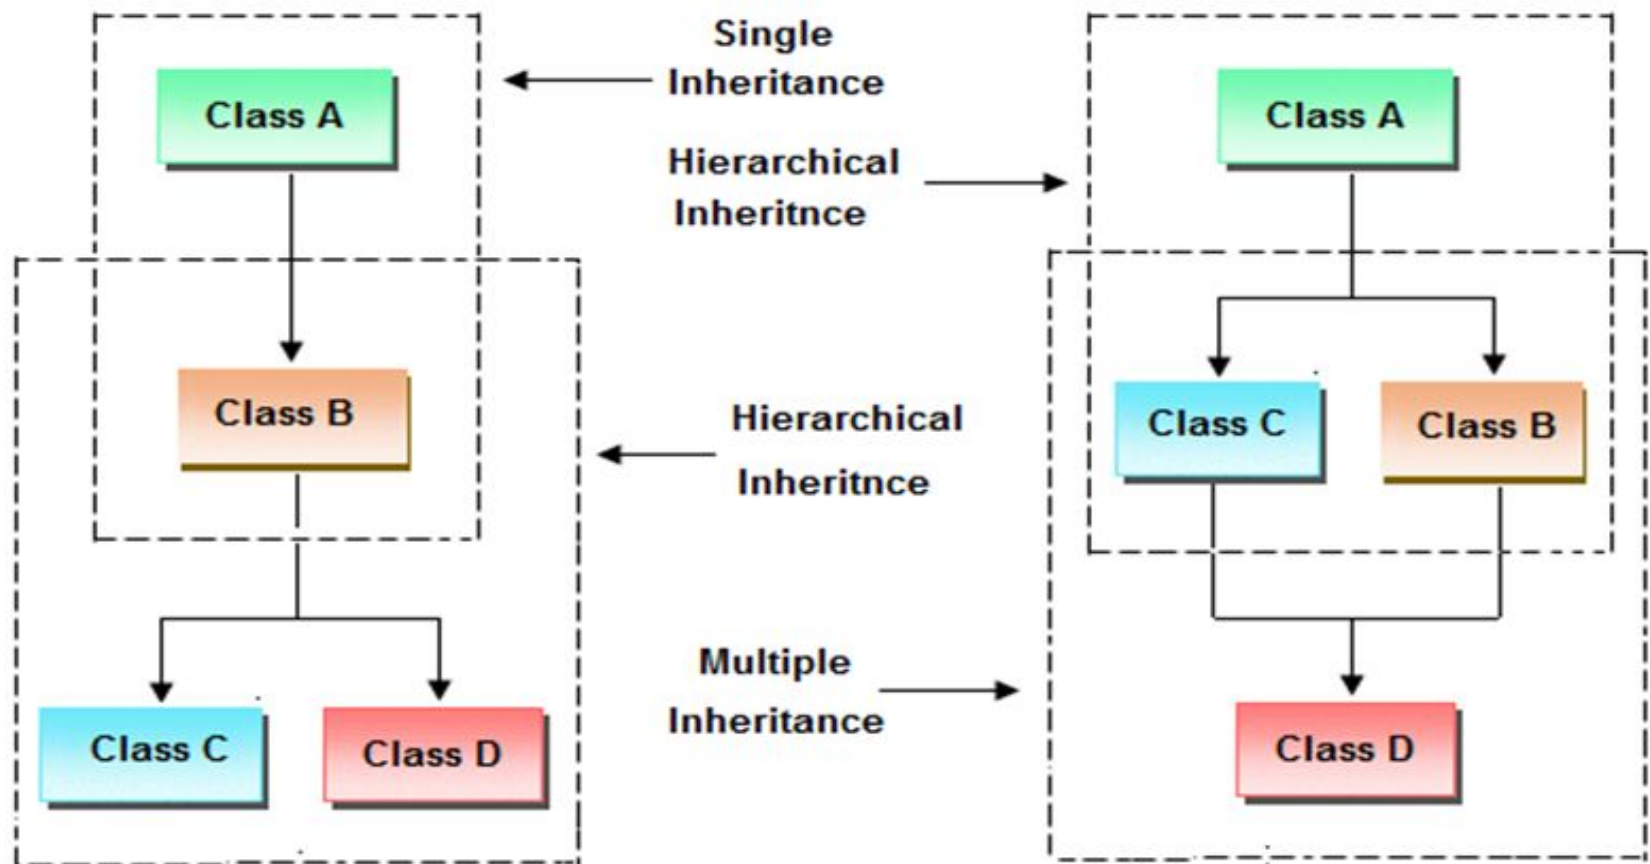 Single
Inheritance
Class A
Class A
Hierarchical
Inheritnce
Class B
Hierarchical
Inheritnce
Class C
Class B
Multiple
Inheritance
Class C
Class D
Class D